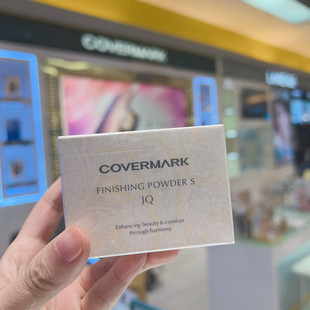 COVERMARK
COVERMARK
FINISHING POWDER S
JQ
Enhancing beauty & comfort
through harmony